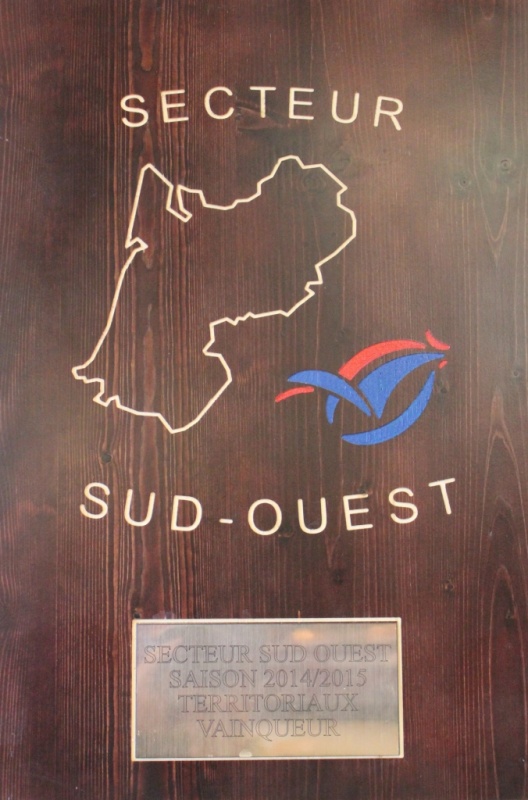 SECTEUR
SUD-OUEST
SECTEUR SUD OUEST
SAISON 2014/2015
TERRITORIAUX
VAINQUEUR